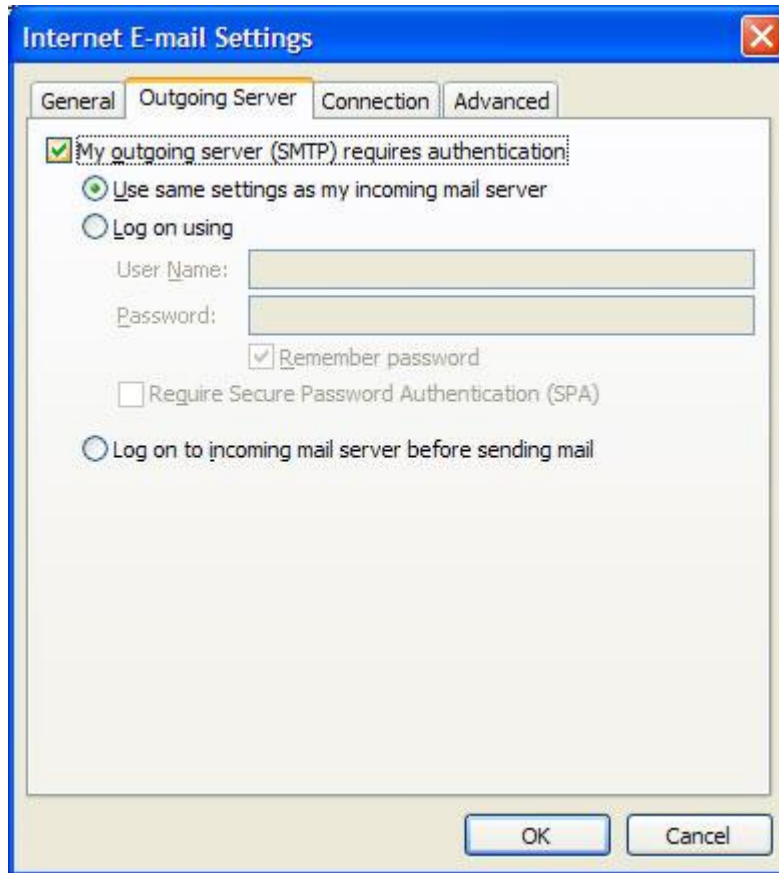 Internet E-mail Settings
General Outgoing Server Connection Advanced
My outgoing server (SMTP) requires authentication
Use same settings as my incoming mail server
Log on using
User Name:
Password:
Remember password
Require Secure Password Authentication (SPA)
Log on to incoming mail server before sending mail
OK Cancel